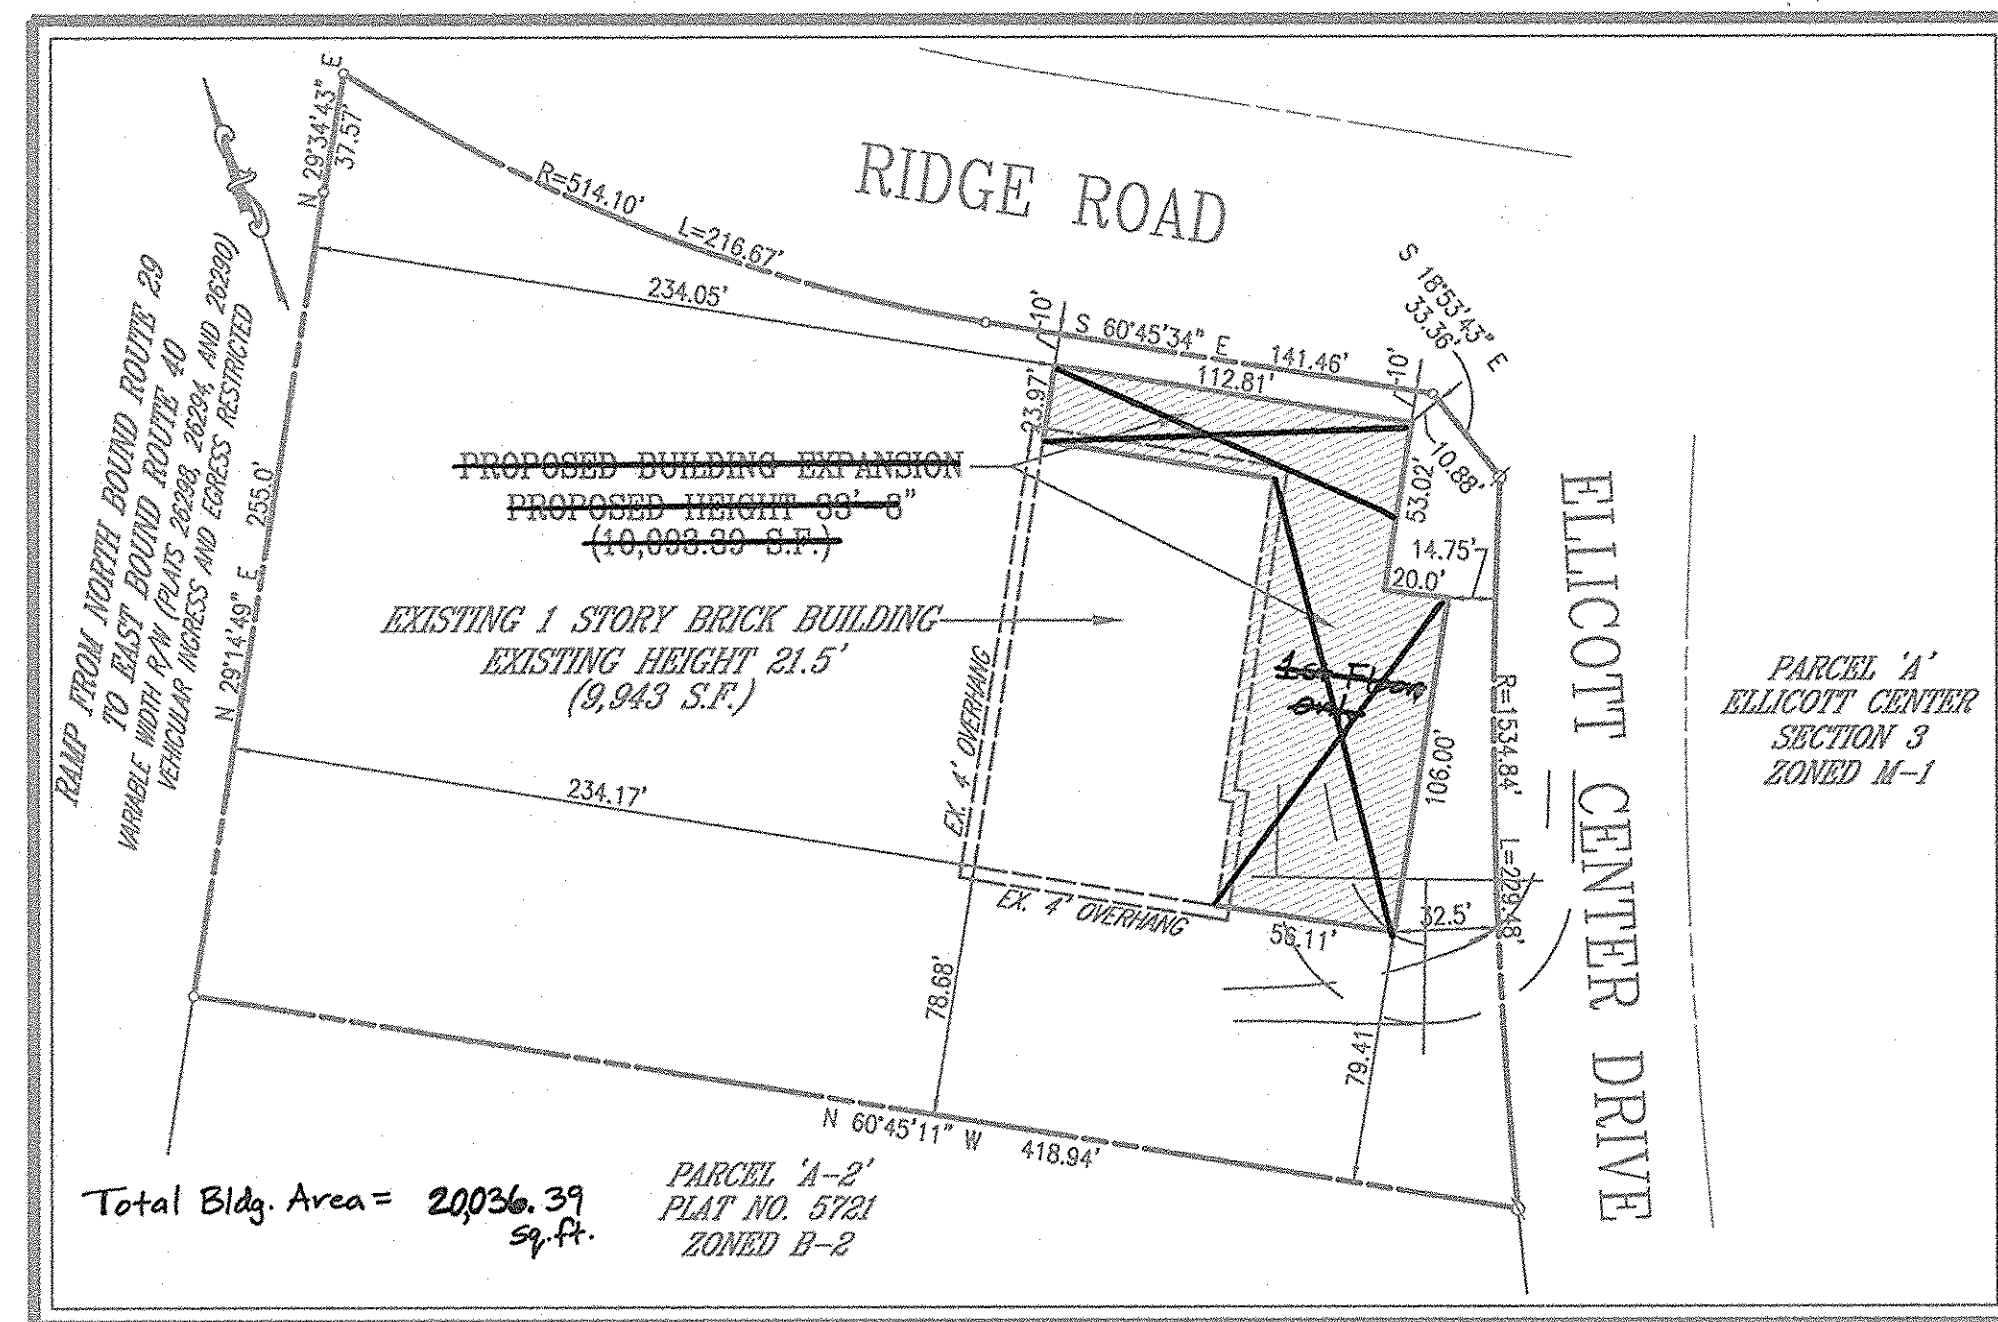 RIDGE ROAD
N 29°34'43" E
37.57'
R=514.10'
L=216.67'
234.05'
10'
S 60°45'34" E
141.46'
112.81'
10'
S 18°53'43" E
33.36'
10.88'
23.97'
53.02'
14.75'
20.0'
RAMP FROM NORTH BOUND ROUTE 29
TO EAST BOUND ROUTE 40
VARIABLE WIDTH R/W (PLATS 26298, 26294, AND 26290)
VEHICULAR INGRESS AND EGRESS RESTRICTED
N 29°14'49" E 255.0'
PROPOSED BUILDING EXPANSION
PROPOSED HEIGHT 33' 8"
(10,093.39 S.F.)
EXISTING 1 STORY BRICK BUILDING
EXISTING HEIGHT 21.5'
(9,943 S.F.)
EX. 4' OVERHANG
1st Floor
only
ELLICOTT CENTER DRIVE
R=1534.84'
L=229.48'
PARCEL 'A'
ELLICOTT CENTER
SECTION 3
ZONED M-1
106.00'
234.17'
EX. 4' OVERHANG
56.11'
32.5'
78.68'
79.41
N 60°45'11" W
418.94'
Total Bldg. Area = 20,036.39
sq.ft.
PARCEL 'A-2'
PLAT NO. 5721
ZONED B-2